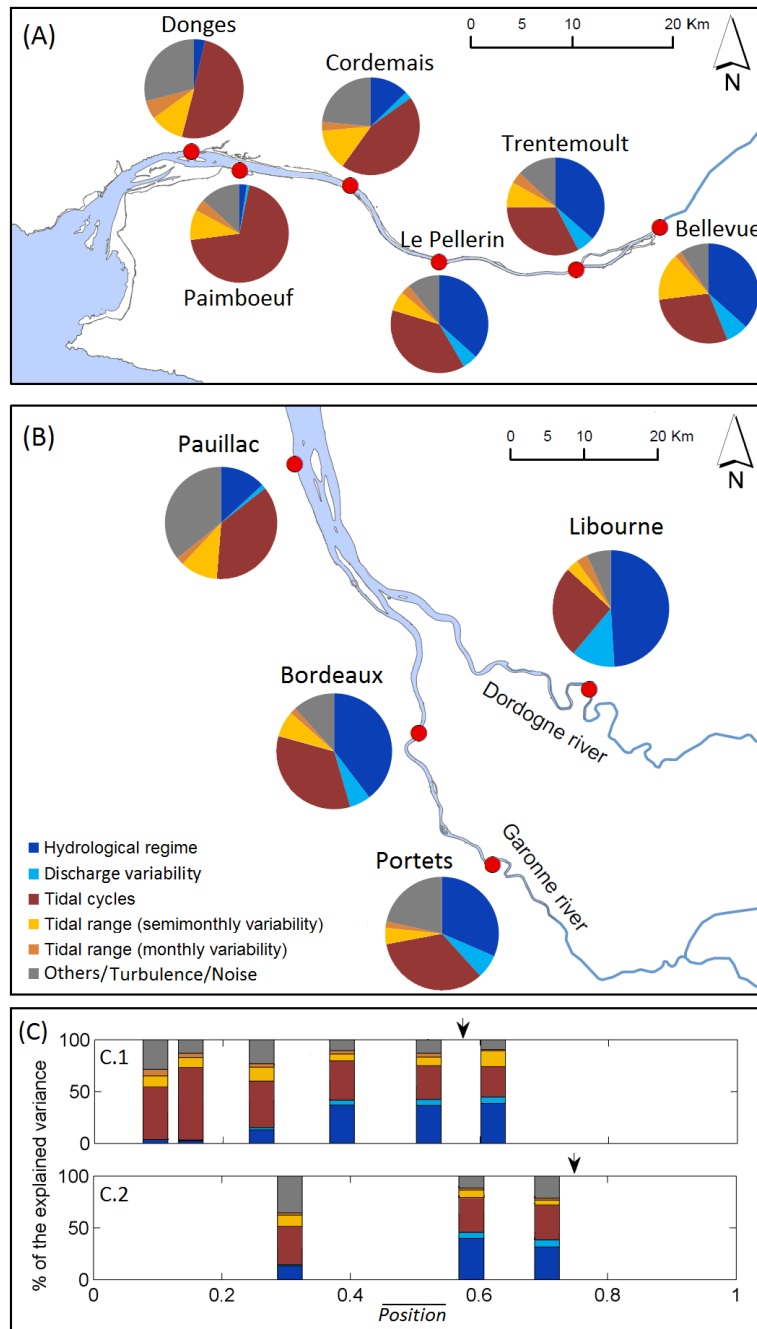 (A)
Donges
Cordemais
0 10 20 Km
N
Trentemoult
Le Pellerin
Bellevue
Paimboeuf
(B)
Pauillac
0 10 20 Km
N
Libourne
Bordeaux
Dordogne river
Portets
Garonne river
Hydrological regime
Discharge variability
Tidal cycles
Tidal range (semimonthly variability)
Tidal range (monthly variability)
Others/Turbulence/Noise
(C)
% of the explained variance
100
50
0
C.1
100
50
0
C.2
0 0.2 0.4 0.6 0.8 1
Position